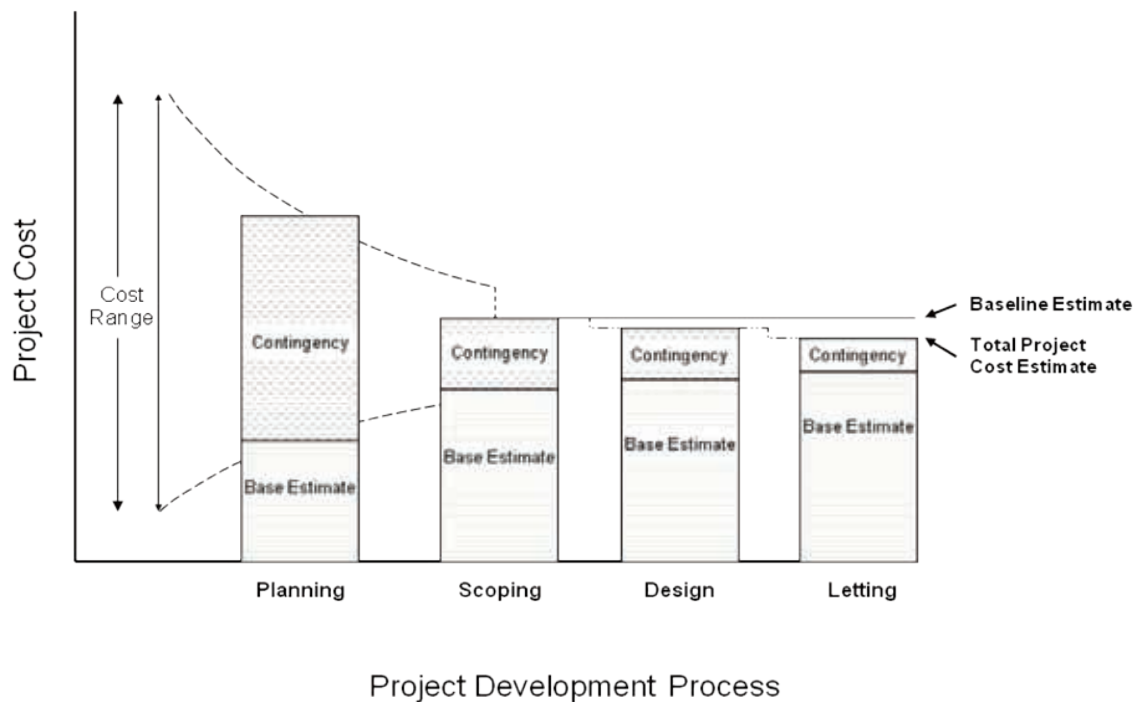 Project Cost
Cost
Range
Contingency
Base Estimate
Contingency
Base Estimate
Contingency
Base Estimate
Contingency
Base Estimate
Baseline Estimate
Total Project
Cost Estimate
Planning
Scoping
Design
Letting
Project Development Process